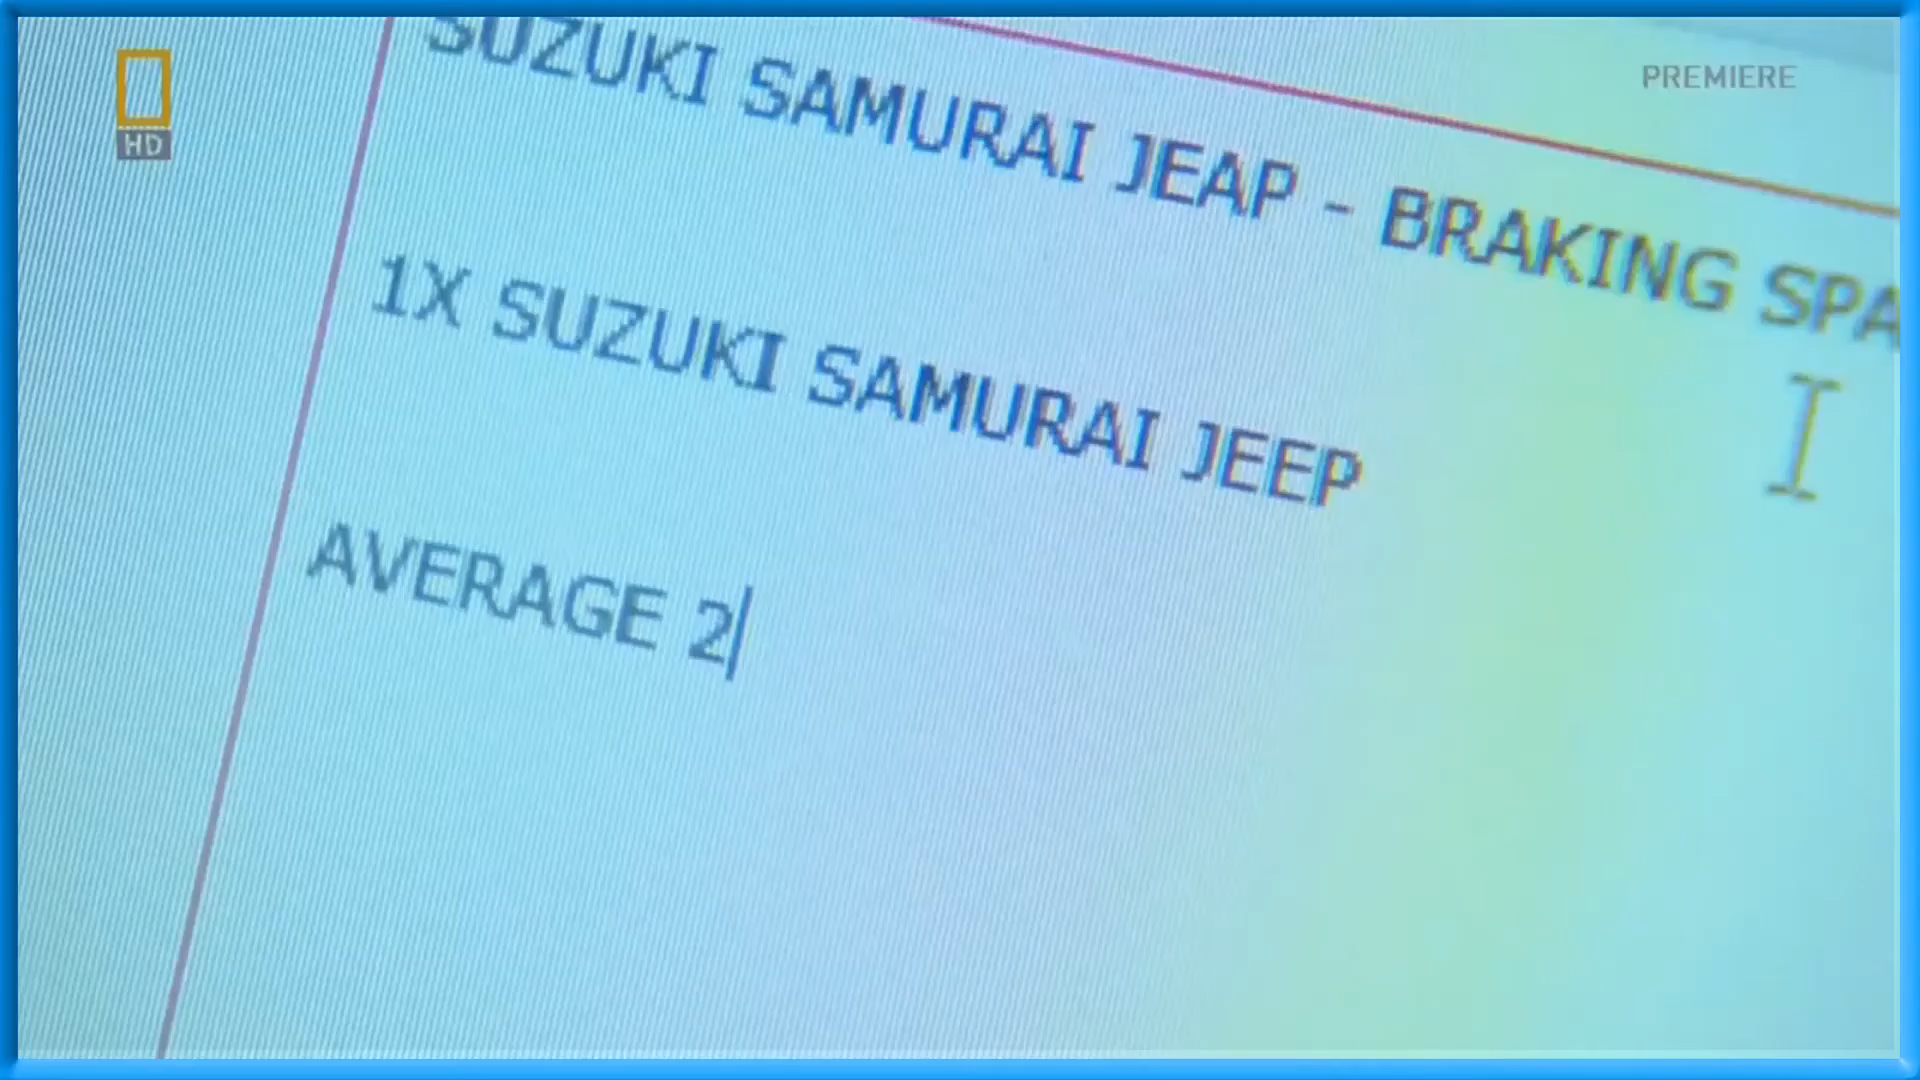 HD
PREMIERE
SUZUKI SAMURAI JEAP - BRAKING SPA
1X SUZUKI SAMURAI JEEP
AVERAGE 2